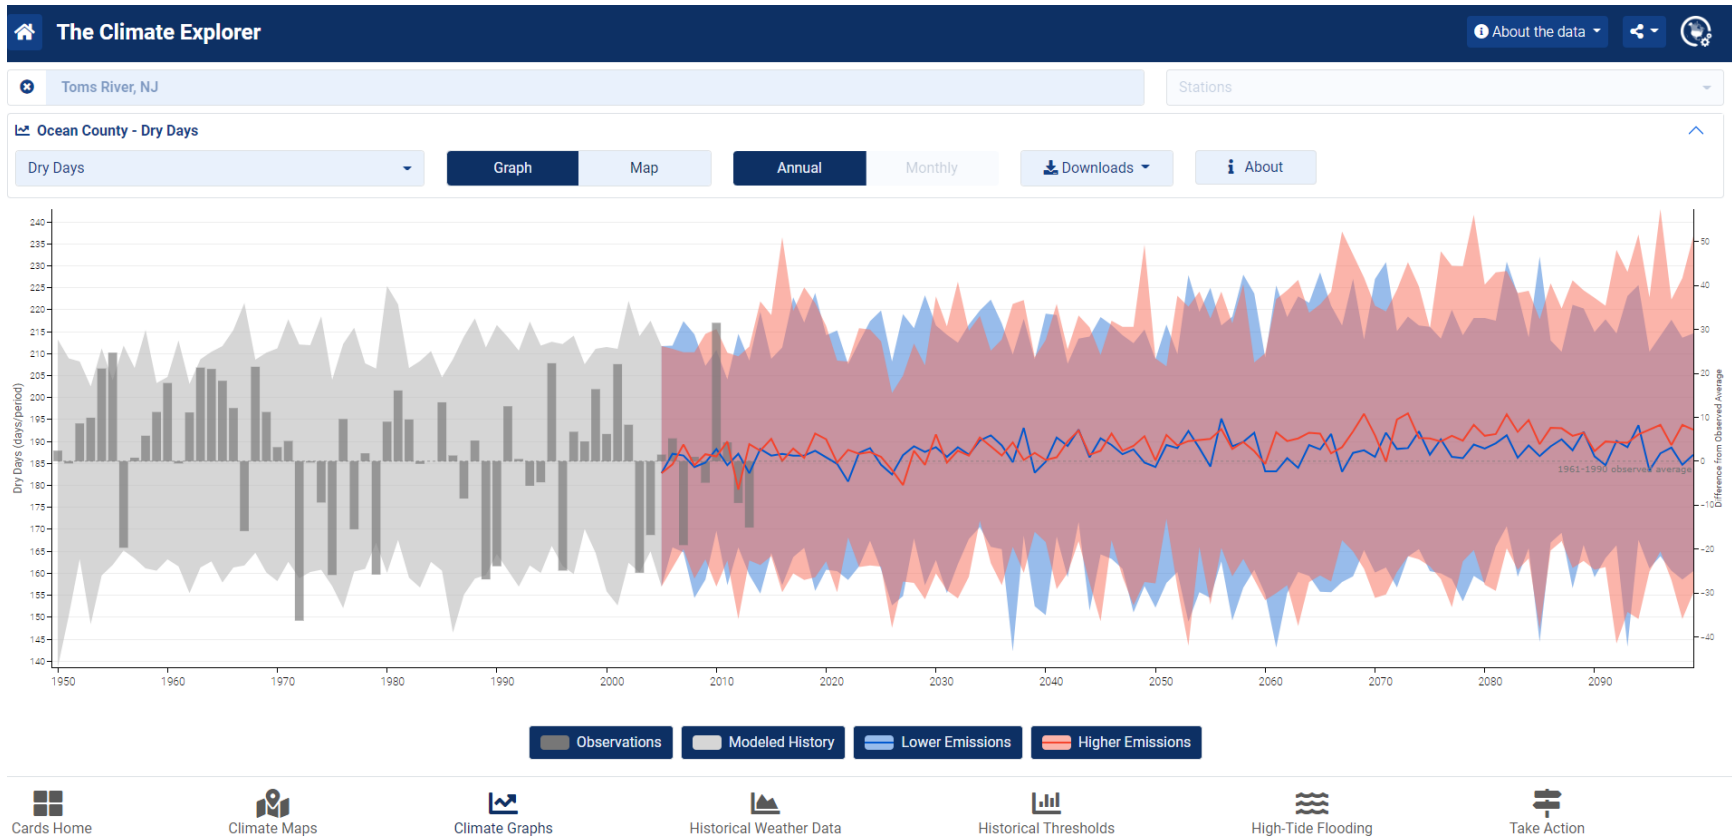 The Climate Explorer
About the data
Toms River, NJ
Stations
Ocean County - Dry Days
Dry Days
Graph
Map
Annual
Monthly
Downloads
About
Dry Days (days/period)
240
235
230
225
220
215
210
205
200
195
190
185
180
175
170
165
160
155
150
145
140
50
40
30
20
10
0
-10
-20
-30
-40
Difference from Observed Average
1961-1990 observed average
1950 1960 1970 1980 1990 2000 2010 2020 2030 2040 2050 2060 2070 2080 2090
Observations
Modeled History
Lower Emissions
Higher Emissions
Cards Home
Climate Maps
Climate Graphs
Historical Weather Data
Historical Thresholds
High-Tide Flooding
Take Action